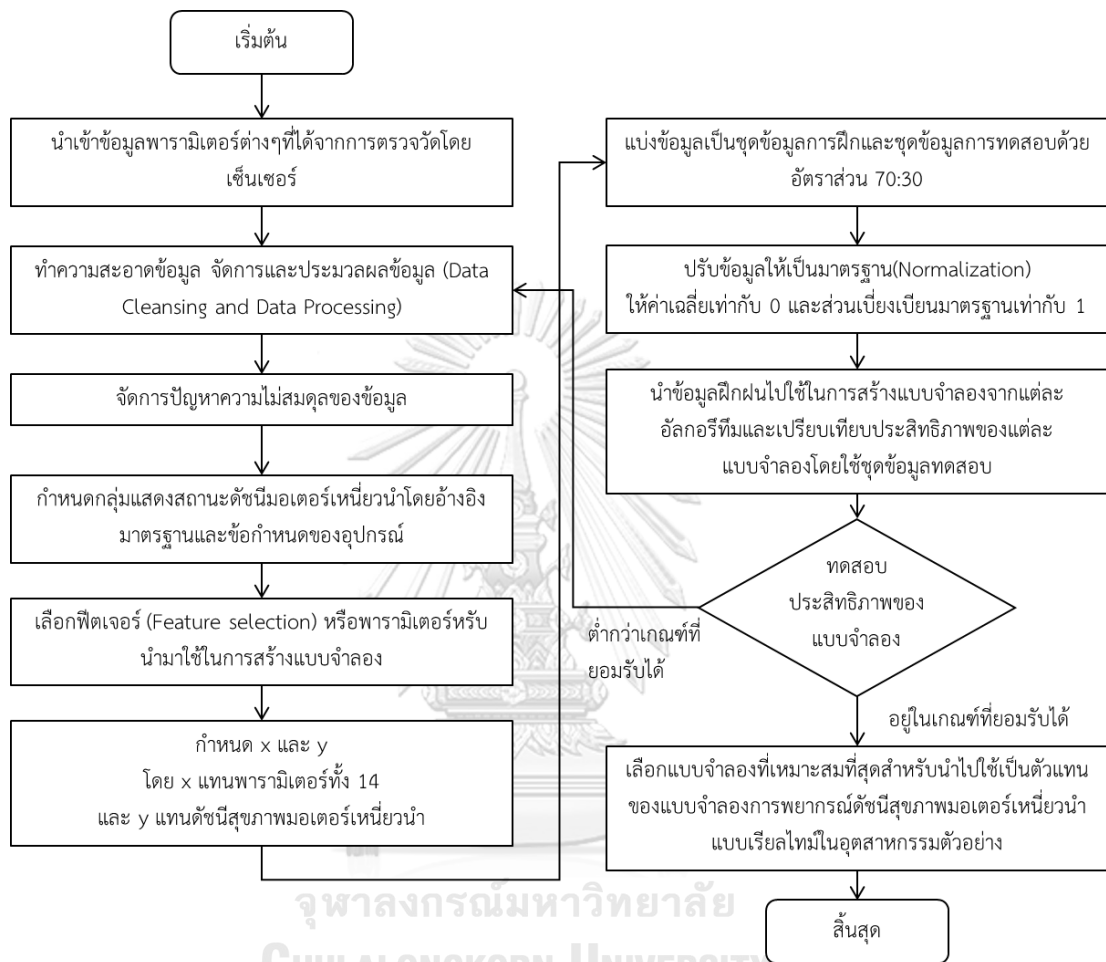 เริ่มต้น
นำเข้าข้อมูลพารามิเตอร์ต่างๆที่ได้จากการตรวจวัดโดย
เซ็นเซอร์
ทำความสะอาดข้อมูล จัดการและประมวลผลข้อมูล (Data
Cleansing and Data Processing)
จัดการปัญหาความไม่สมดุลของข้อมูล
กำหนดกลุ่มแสดงสถานะดัชนีมอเตอร์เหนี่ยวนำโดยอ้างอิง
มาตรฐานและข้อกำหนดของอุปกรณ์
เลือกฟีตเจอร์ (Feature selection) หรือพารามิเตอร์หรับ
นำมาใช้ในการสร้างแบบจำลอง
กำหนด x และ y
โดย x แทนพารามิเตอร์ทั้ง 14
และ y แทนดัชนีสุขภาพมอเตอร์เหนี่ยวนำ
แบ่งข้อมูลเป็นชุดข้อมูลการฝึกและชุดข้อมูลการทดสอบด้วย
อัตราส่วน 70:30
ปรับข้อมูลให้เป็นมาตรฐาน(Normalization)
ให้ค่าเฉลี่ยเท่ากับ 0 และส่วนเบี่ยงเบียนมาตรฐานเท่ากับ 1
นำข้อมูลฝึกฝนไปใช้ในการสร้างแบบจำลองจากแต่ละ
อัลกอรึทึมและเปรียบเทียบประสิทธิภาพของแต่ละ
แบบจำลองโดยใช้ชุดข้อมูลทดสอบ
ทดสอบ
ประสิทธิภาพของ
แบบจำลอง
ต่ำกว่าเกณฑ์ที่
ยอมรับได้
อยู่ในเกณฑ์ที่ยอมรับได้
เลือกแบบจำลองที่เหมาะสมที่สุดสำหรับนำไปใช้เป็นตัวแทน
ของแบบจำลองการพยากรณ์ดัชนีสุขภาพมอเตอร์เหนี่ยวนำ
แบบเรียลไทม์ในอุตสาหกรรมตัวอย่าง
สิ้นสุด
จุฬาลงกรณ์มหาวิทยาลัย
CHULALONGKORN UNIVERSITY